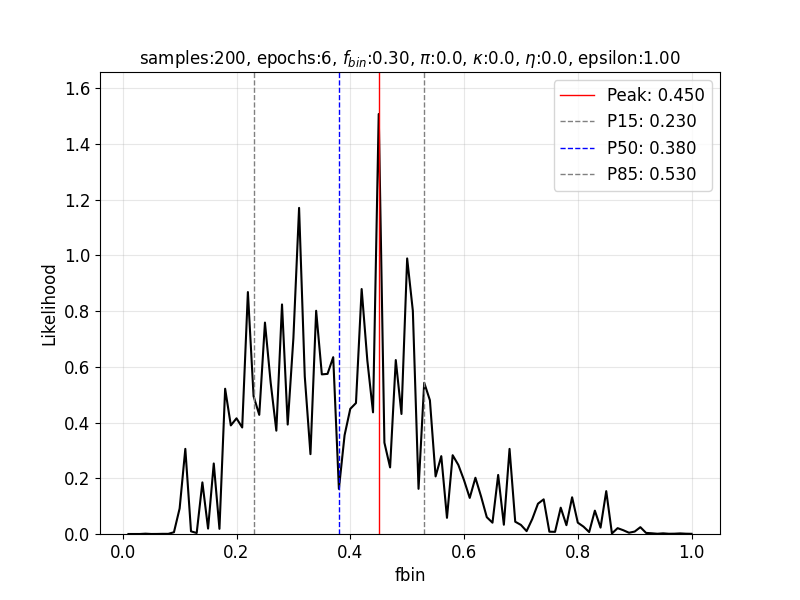 samples:200, epochs:6, f_bin:0.30, π:0.0, κ:0.0, η:0.0, epsilon:1.00
Peak: 0.450
P15: 0.230
P50: 0.380
P85: 0.530
1.6
1.4
1.2
1.0
0.8
0.6
0.4
0.2
0.0
Likelihood
0.0 0.2 0.4 0.6 0.8 1.0
fbin